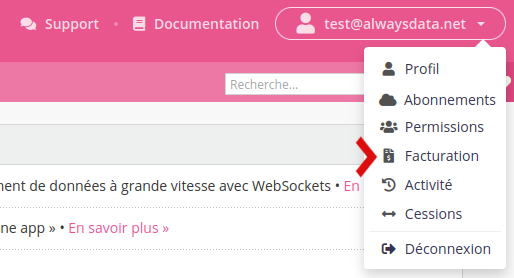 Support • Documentation test@alwaysdata.net
Profil
Recherche...
Abonnements
Permissions
Facturation
Activité
ment de données à grande vitesse avec WebSockets • En
Cessions
ne app » • En savoir plus »
Déconnexion